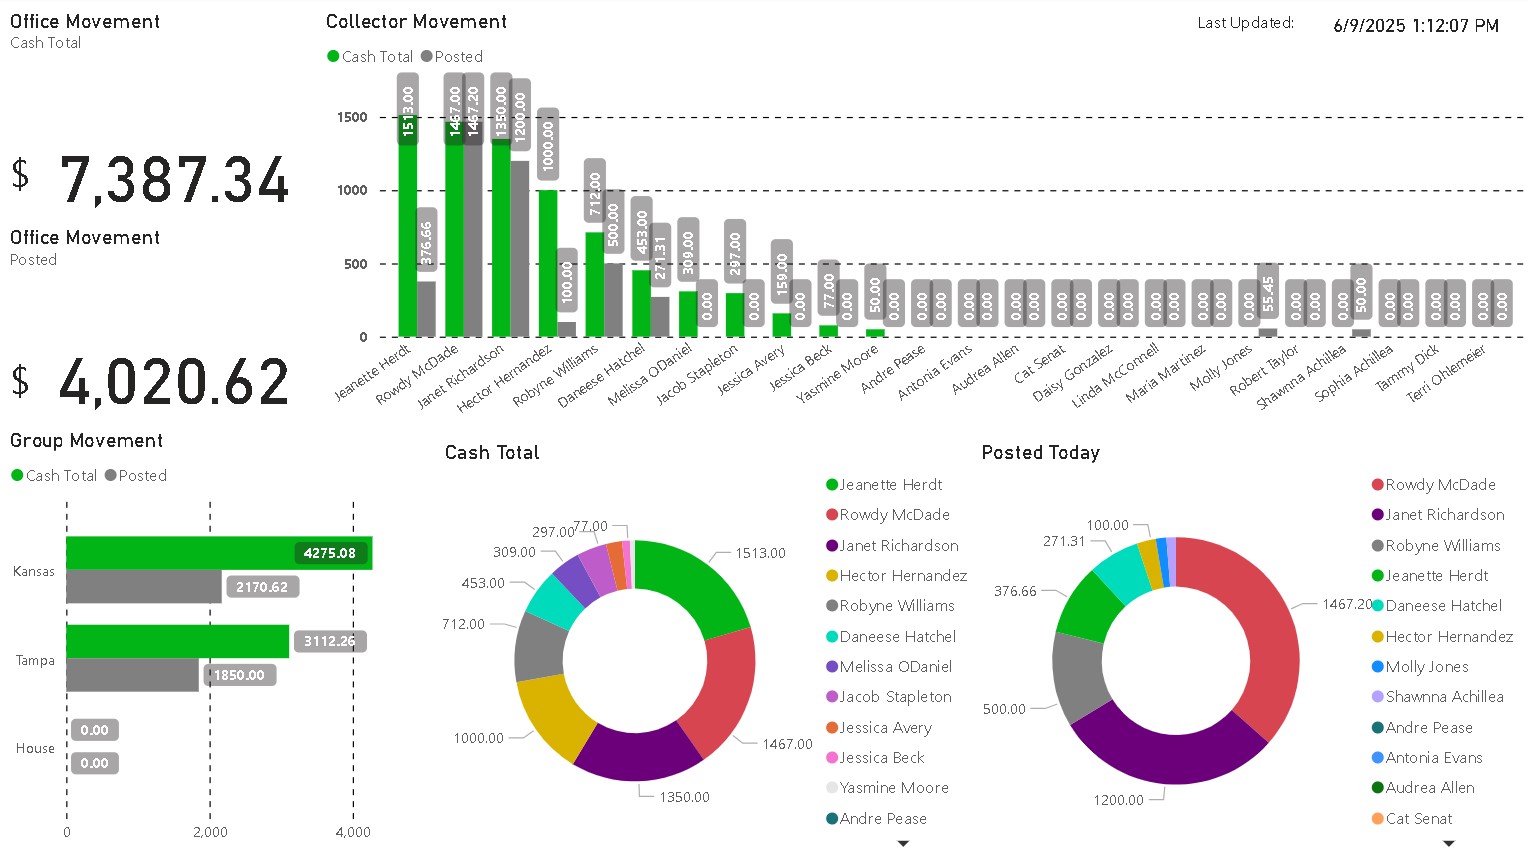 Office Movement
Cash Total
$ 7,387.34
Office Movement
Posted
$ 4,020.62
Collector Movement
Cash Total Posted
Last Updated: 6/9/2025 1:12:07 PM
1500
1000
500
0
1513.00 376.66 1467.00 1467.20 1350.00 1200.00 1000.00 100.00 712.00 500.00 453.00 271.31 309.00 0.00 297.00 0.00 159.00 0.00 77.00 0.00 50.00 0.00 0.00 0.00 0.00 0.00 0.00 0.00 0.00 0.00 0.00 0.00 0.00 0.00 0.00 0.00 0.00 55.45 0.00 0.00 0.00 50.00 0.00 0.00 0.00 0.00 0.00 0.00
Jeanette Herdt
Rowdy McDade
Janet Richardson
Hector Hernandez
Robyne Williams
Daneese Hatchel
Melissa ODaniel
Jacob Stapleton
Jessica Avery
Jessica Beck
Yasmine Moore
Andre Pease
Antonia Evans
Audrea Allen
Cat Senat
Daisy Gonzalez
Linda McConnell
Maria Martinez
Molly Jones
Robert Taylor
Shawnna Achillea
Sophia Achillea
Tammy Dick
Terri Ohlemeier
Group Movement
Cash Total Posted
Kansas
4275.08
2170.62
Tampa
3112.26
1850.00
House
0.00
0.00
0 2,000 4,000
Cash Total
1513.00
1467.00
1350.00
1000.00
712.00
453.00
309.00
297.00
77.00
Jeanette Herdt
Rowdy McDade
Janet Richardson
Hector Hernandez
Robyne Williams
Daneese Hatchel
Melissa ODaniel
Jacob Stapleton
Jessica Avery
Jessica Beck
Yasmine Moore
Andre Pease
Posted Today
1467.20
1200.00
500.00
376.66
271.31
100.00
Rowdy McDade
Janet Richardson
Robyne Williams
Jeanette Herdt
Daneese Hatchel
Hector Hernandez
Molly Jones
Shawnna Achillea
Andre Pease
Antonia Evans
Audrea Allen
Cat Senat